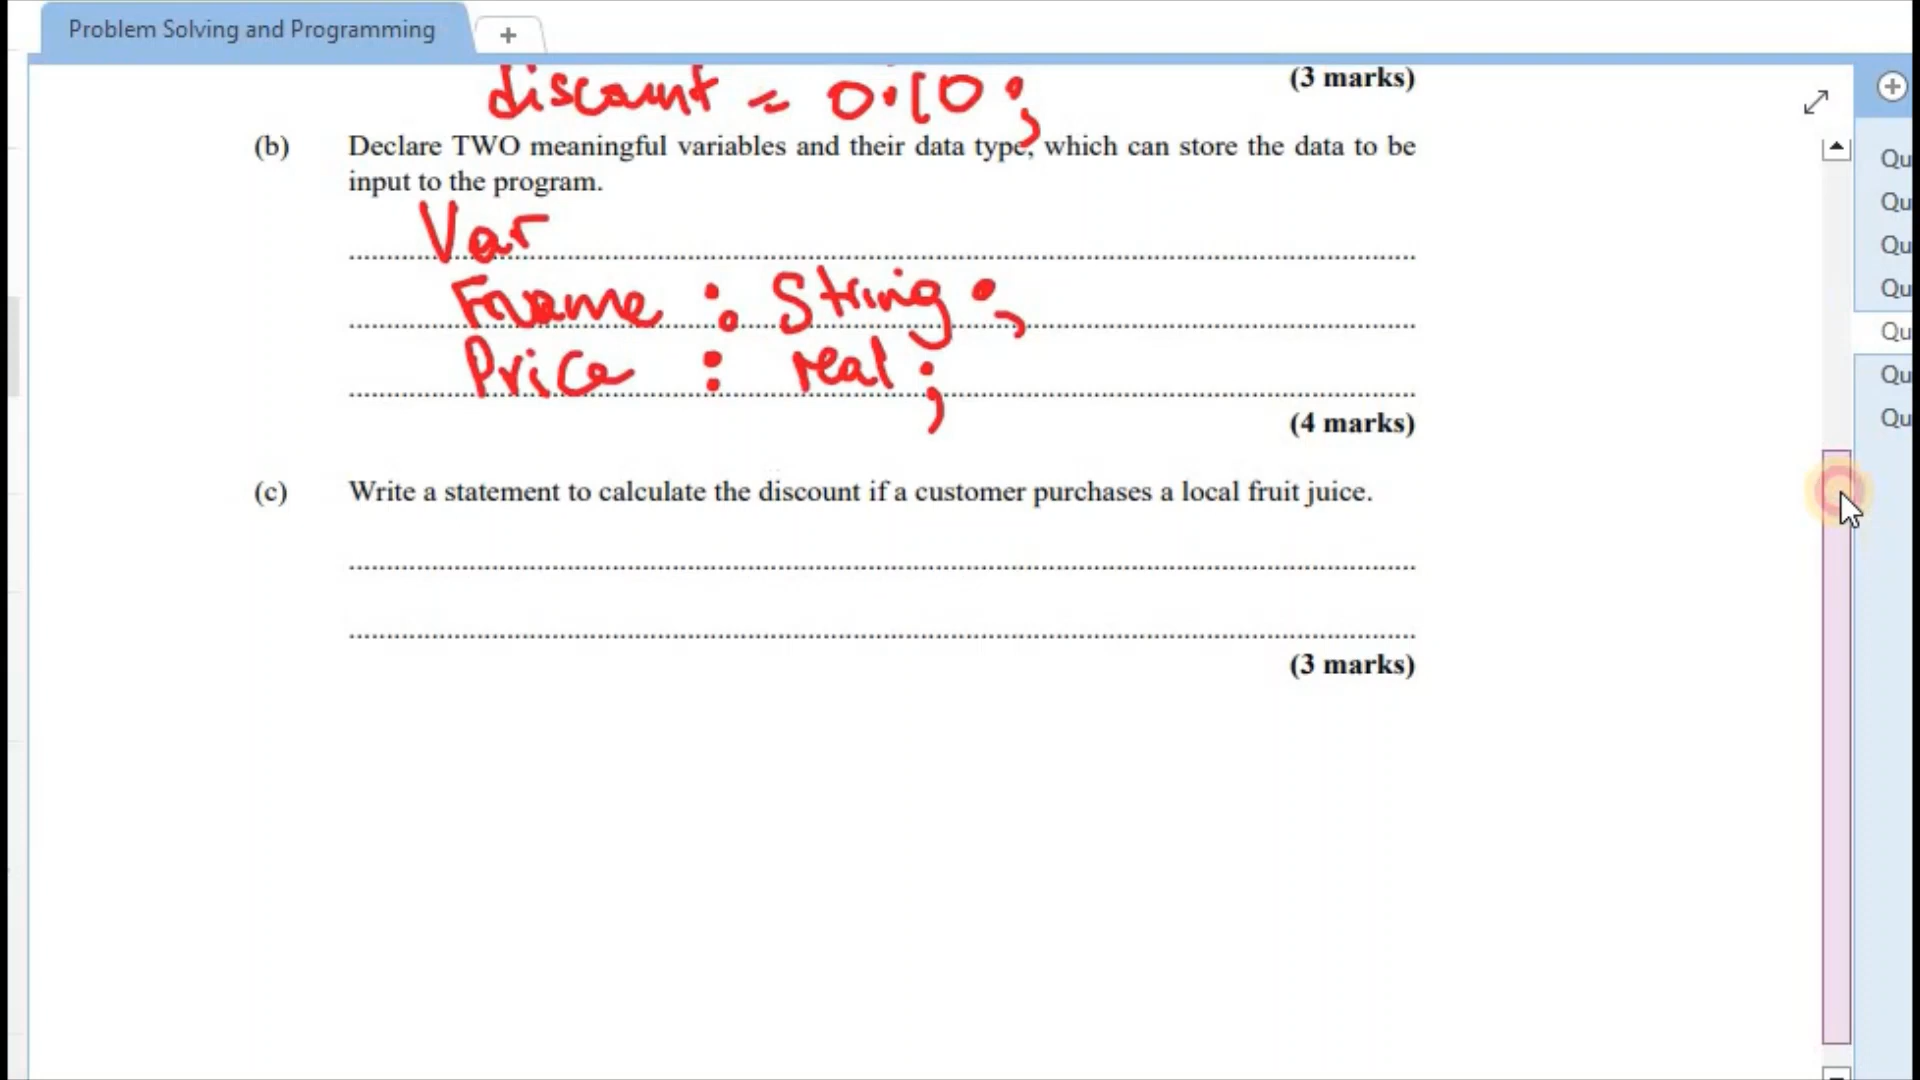 Problem Solving and Programming
+
discount = 0.10;
(3 marks)
(b) Declare TWO meaningful variables and their data type, which can store the data to be
input to the program.
Var
Fname : String;
Price : real;
(4 marks)
(c) Write a statement to calculate the discount if a customer purchases a local fruit juice.
(3 marks)
Qu
Qu
Qu
Qu
Qu
Qu
Qu